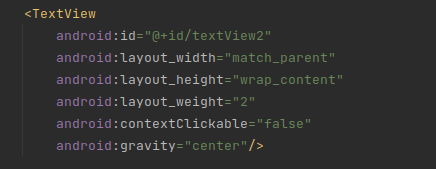 <TextView
android:id="@+id/textView2"
android:layout_width="match_parent"
android:layout_height="wrap_content"
android:layout_weight="2"
android:contextClickable="false"
android:gravity="center"/>